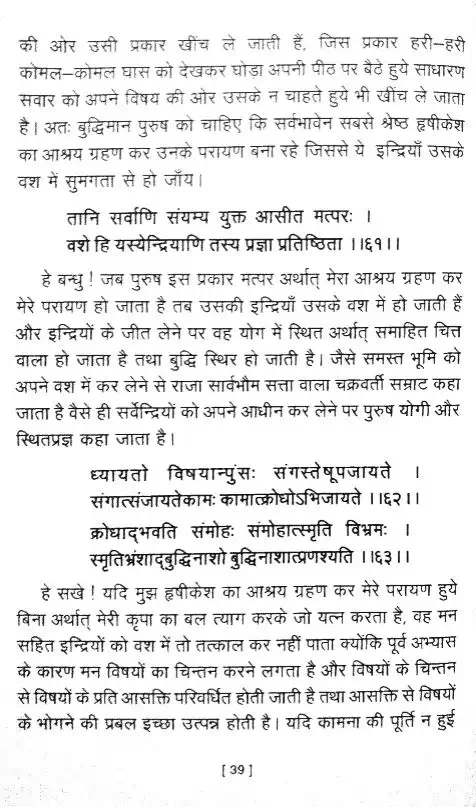 की ओर उसी प्रकार खींच ले जाती हैं, जिस प्रकार हरी–हरी
कोमल–कोमल घास को देखकर घोड़ा अपनी पीठ पर बैठे हुये साधारण
सवार को अपने विषय की ओर उसके न चाहते हुये भी खींच ले जाता
है। अतः बुद्धिमान पुरुष को चाहिए कि सर्वभावेन सबसे श्रेष्ठ हृषीकेश
का आश्रय ग्रहण कर उनके परायण बना रहे जिससे ये इन्द्रियाँ उसके
वश में सुमगता से हो जाँय।
तानि सर्वाणि संयम्य युक्त आसीत मत्परः ।
वशे हि यस्येन्द्रियाणि तस्य प्रज्ञा प्रतिष्ठिता ।।६१।।
हे बन्धु ! जब पुरुष इस प्रकार मत्पर अर्थात् मेरा आश्रय ग्रहण कर
मेरे परायण हो जाता है तब उसकी इन्द्रियाँ उसके वश में हो जाती हैं
और इन्द्रियों के जीत लेने पर वह योग में स्थित अर्थात् समाहित चित्त
वाला हो जाता है तथा बुद्धि स्थिर हो जाती है। जैसे समस्त भूमि को
अपने वश में कर लेने से राजा सार्वभौम सत्ता वाला चक्रवर्ती सम्राट कहा
जाता है वैसे ही सर्वेन्द्रियों को अपने आधीन कर लेने पर पुरुष योगी और
स्थितप्रज्ञ कहा जाता है।
ध्यायतो विषयान्पुंसः संगस्तेषूपजायते ।
संगात्संजायतेकामः कामात्क्रोधोऽभिजायते ।।६२।।
क्रोधाद्भवति संमोहः संमोहात्स्मृति विभ्रमः ।
स्मृतिभ्रंशाद्बुद्धिनाशो बुद्धिनाशात्प्रणश्यति ।।६३।।
हे सखे ! यदि मुझ हृषीकेश का आश्रय ग्रहण कर मेरे परायण हुये
बिना अर्थात् मेरी कृपा का बल त्याग करके जो यत्न करता है, वह मन
सहित इन्द्रियों को वश में तो तत्काल कर नहीं पाता क्योंकि पूर्व अभ्यास
के कारण मन विषयों का चिन्तन करने लगता है और विषयों के चिन्तन
से विषयों के प्रति आसक्ति परिवर्धित होती जाती है तथा आसक्ति से विषयों
के भोगने की प्रबल इच्छा उत्पन्न होती है। यदि कामना की पूर्ति न हुई
[ 39 ]